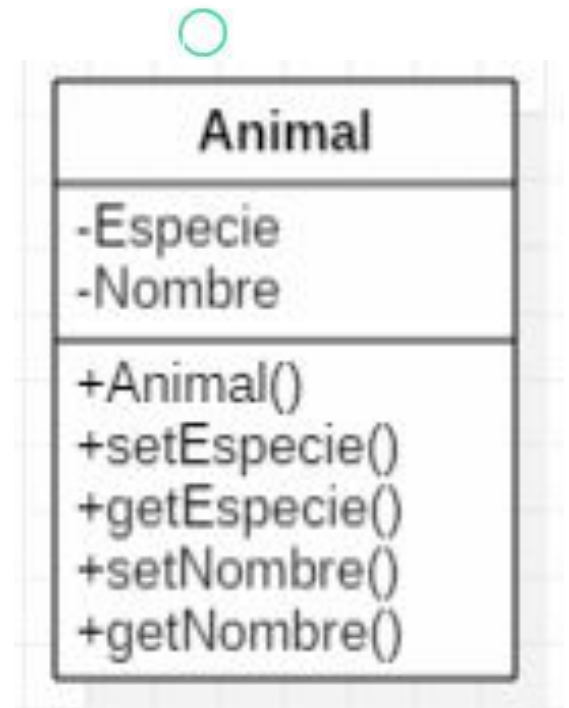 Animal
-Especie
-Nombre
+Animal()
+setEspecie()
+getEspecie()
+setNombre()
+getNombre()